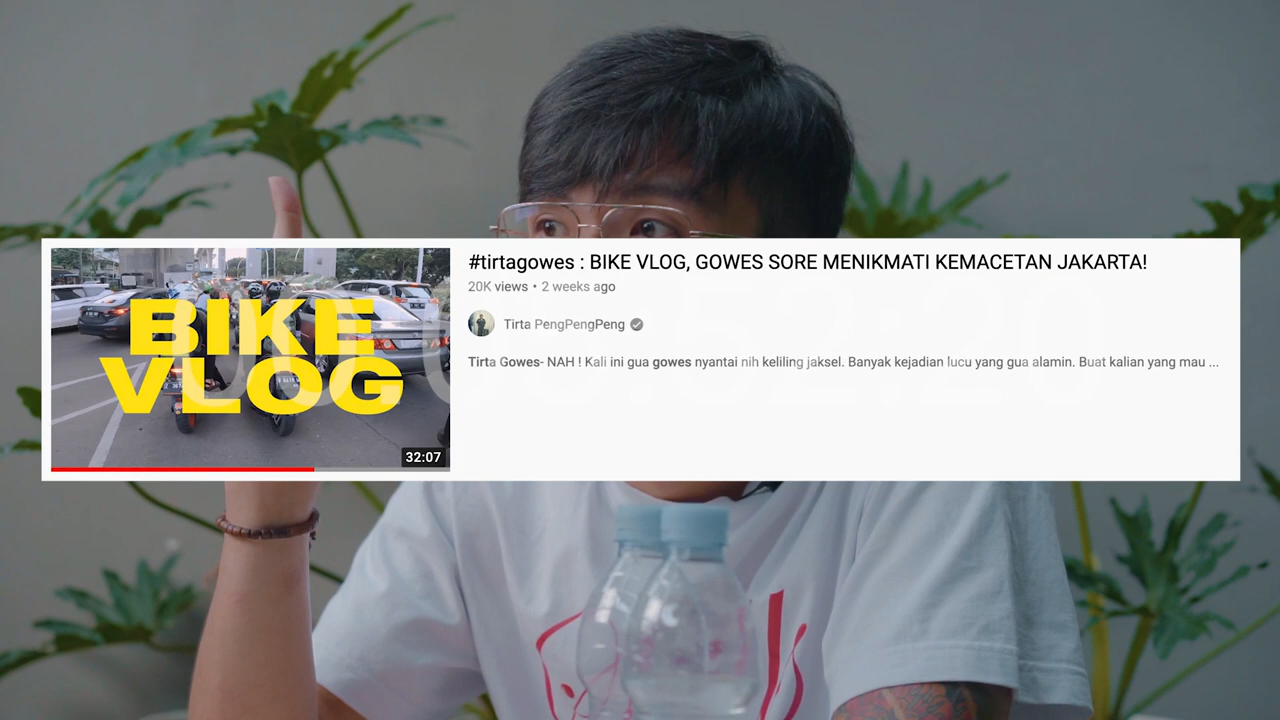 BIKE
VLOG
32:07
#tirtagowes : BIKE VLOG, GOWES SORE MENIKMATI KEMACETAN JAKARTA!
20K views • 2 weeks ago
Tirta PengPengPeng
Tirta Gowes- NAH ! Kali ini gua gowes nyantai nih keliling jaksel. Banyak kejadian lucu yang gua alamin. Buat kalian yang mau ...